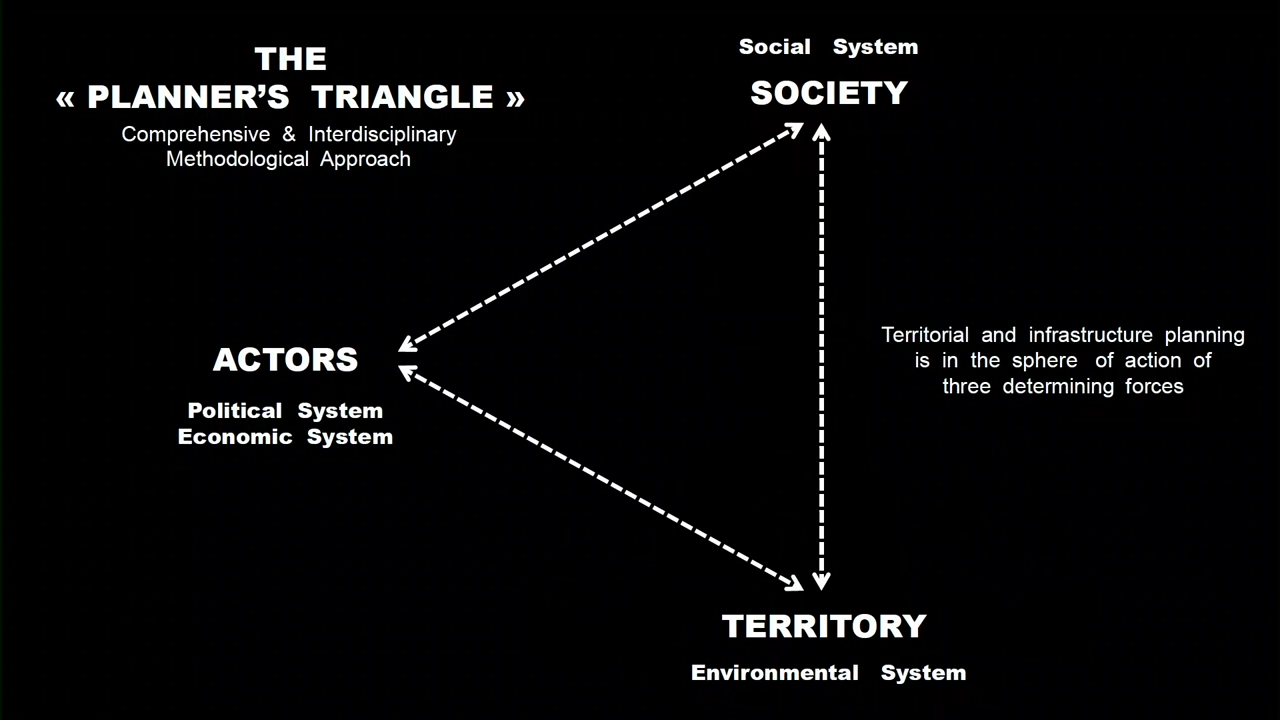 THE
« PLANNER’S TRIANGLE »
Comprehensive & Interdisciplinary
Methodological Approach
Social System
SOCIETY
ACTORS
Political System
Economic System
Territorial and infrastructure planning
is in the sphere of action of
three determining forces
TERRITORY
Environmental System